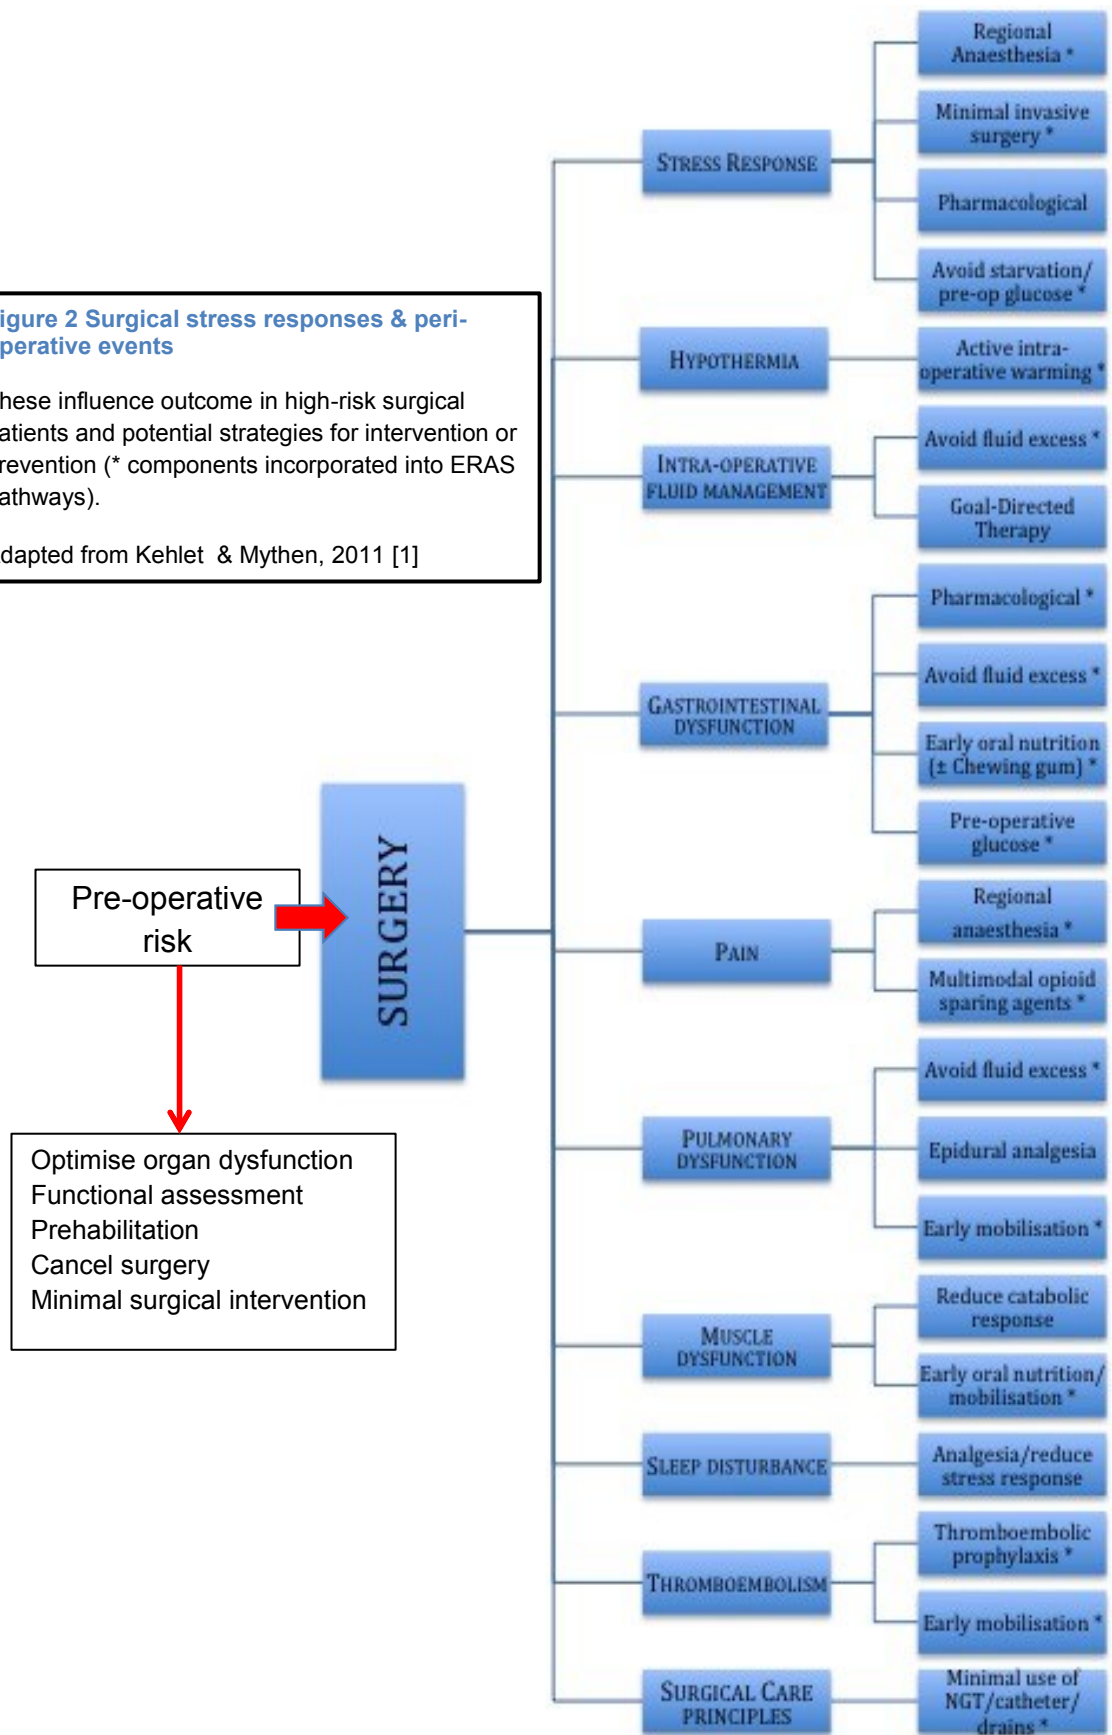 Regional
Anaesthesia *
Minimal invasive
surgery *
STRESS RESPONSE
Pharmacological
Avoid starvation/
pre-op glucose *
igure 2 Surgical stress responses & peri-
perative events
hese influence outcome in high-risk surgical
atients and potential strategies for intervention or
revention (* components incorporated into ERAS
athways).
dapted from Kehlet & Mythen, 2011 [1]
HYPOTHERMIA
Active intra-
operative warming *
INTRA-OPERATIVE
FLUID MANAGEMENT
Avoid fluid excess *
Goal-Directed
Therapy
GASTROINTESTINAL
DYSFUNCTION
Pharmacological *
Avoid fluid excess *
Early oral nutrition
(± Chewing gum) *
Pre-operative
glucose *
Pre-operative
risk
SURGERY
PAIN
Regional
anaesthesia *
Multimodal opioid
sparing agents *
Optimise organ dysfunction
Functional assessment
Prehabilitation
Cancel surgery
Minimal surgical intervention
PULMONARY
DYSFUNCTION
Avoid fluid excess *
Epidural analgesia
Early mobilisation *
MUSCLE
DYSFUNCTION
Reduce catabolic
response
Early oral nutrition/
mobilisation *
SLEEP DISTURBANCE
Analgesia/reduce
stress response
THROMBOEMBOLISM
Thromboembolic
prophylaxis *
Early mobilisation *
SURGICAL CARE
PRINCIPLES
Minimal use of
NGT/catheter/
drains *